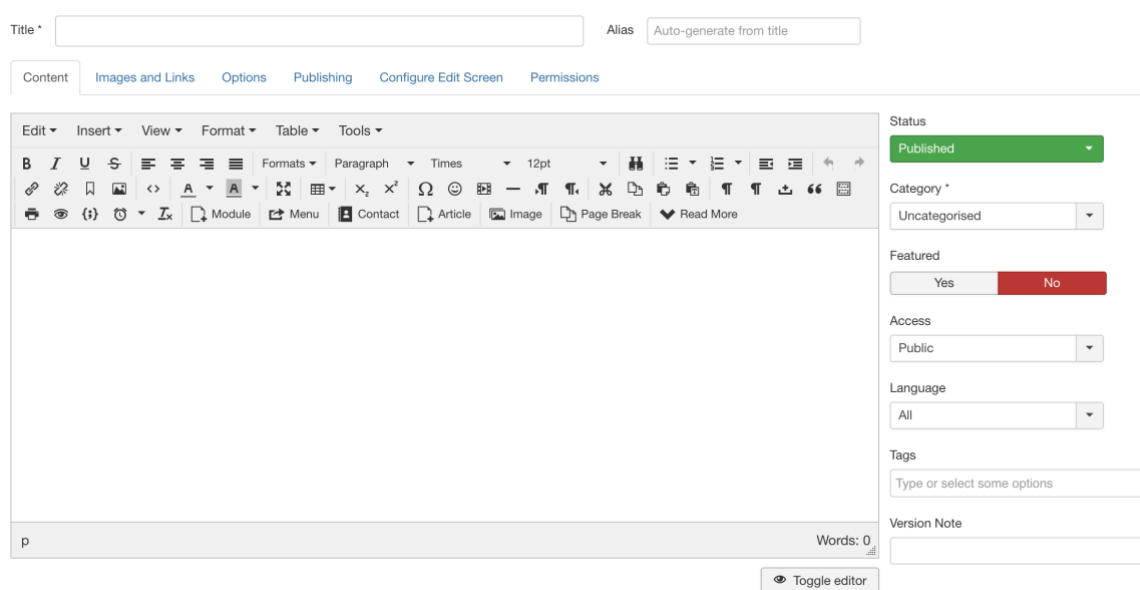 Title * Alias Auto-generate from title
Content Images and Links Options Publishing Configure Edit Screen Permissions
Edit Insert View Format Table Tools
B I U S Formats Paragraph Times 12pt
A A X₂ X² Ω
Module Menu Contact Article Image Page Break Read More
p Words: 0
Toggle editor
Status
Published
Category *
Uncategorised
Featured
Yes No
Access
Public
Language
All
Tags
Type or select some options
Version Note